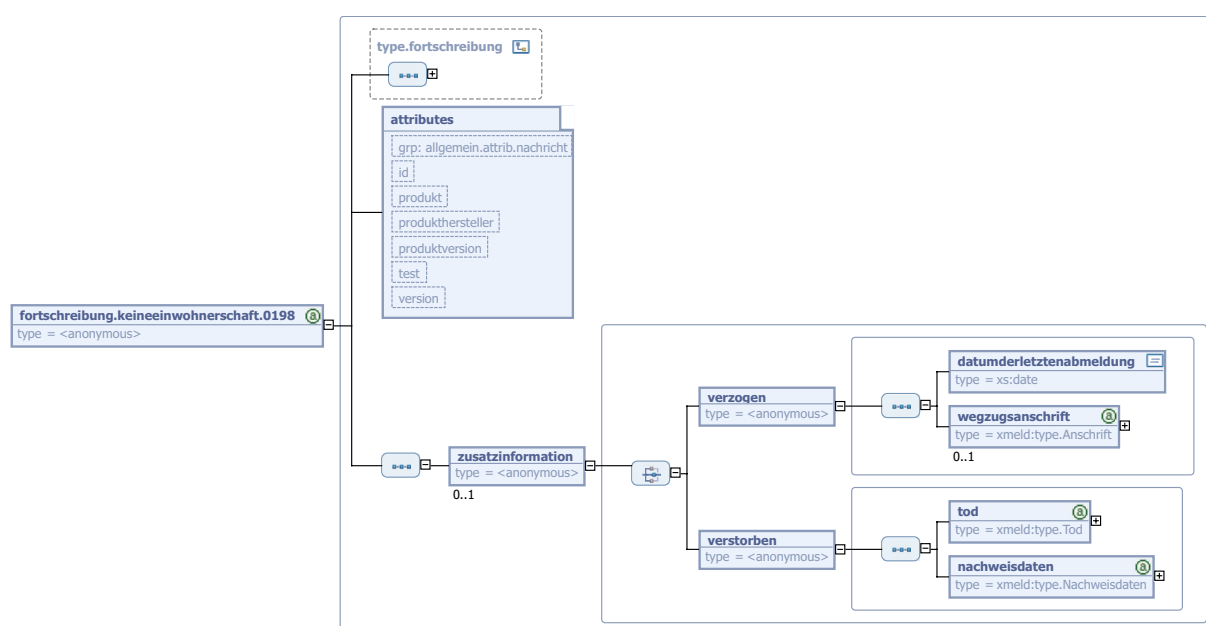 type.fortschreibung
attributes
grp: allgemein.attrib.nachricht
id
produkt
produkthersteller
produktversion
test
version
fortschreibung.keineeinwohnerschaft.0198 a
type = <anonymous>
zusatzinformation
type = <anonymous>
0..1
verzogen
type = <anonymous>
datumderletztenabmeldung
type = xs:date
wegzugsanschrift a
type = xmeld:type.Anschrift
0..1
verstorben
type = <anonymous>
tod a
type = xmeld:type.Tod
nachweisdaten a
type = xmeld:type.Nachweisdaten